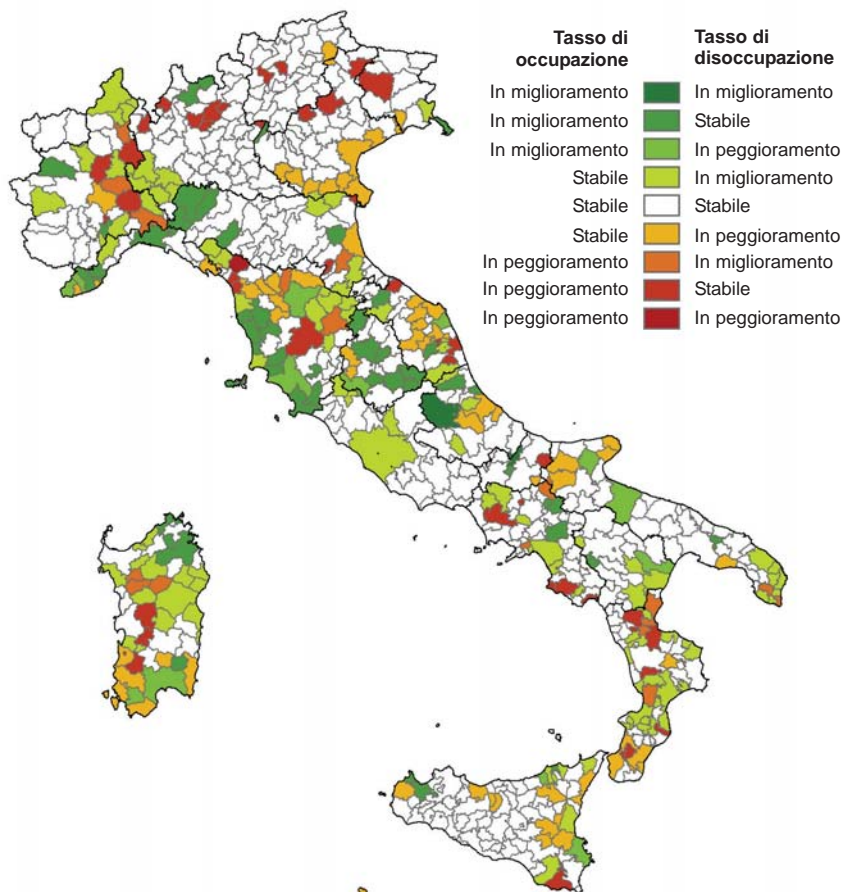 Tasso di occupazione Tasso di disoccupazione
In miglioramento In miglioramento
In miglioramento Stabile
In miglioramento In peggioramento
Stabile In miglioramento
Stabile Stabile
Stabile In peggioramento
In peggioramento In miglioramento
In peggioramento Stabile
In peggioramento In peggioramento